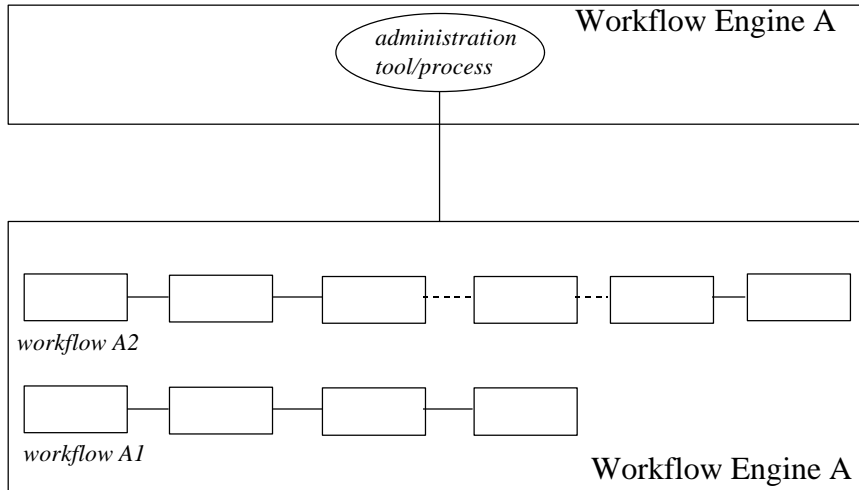 Workflow Engine A
administration
tool/process
workflow A2
workflow A1
Workflow Engine A